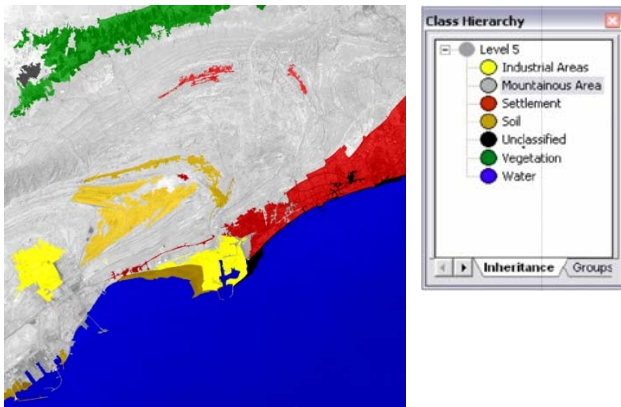 Class Hierarchy
Level 5
Industrial Areas
Mountainous Area
Settlement
Soil
Unclassified
Vegetation
Water
Inheritance
Groups